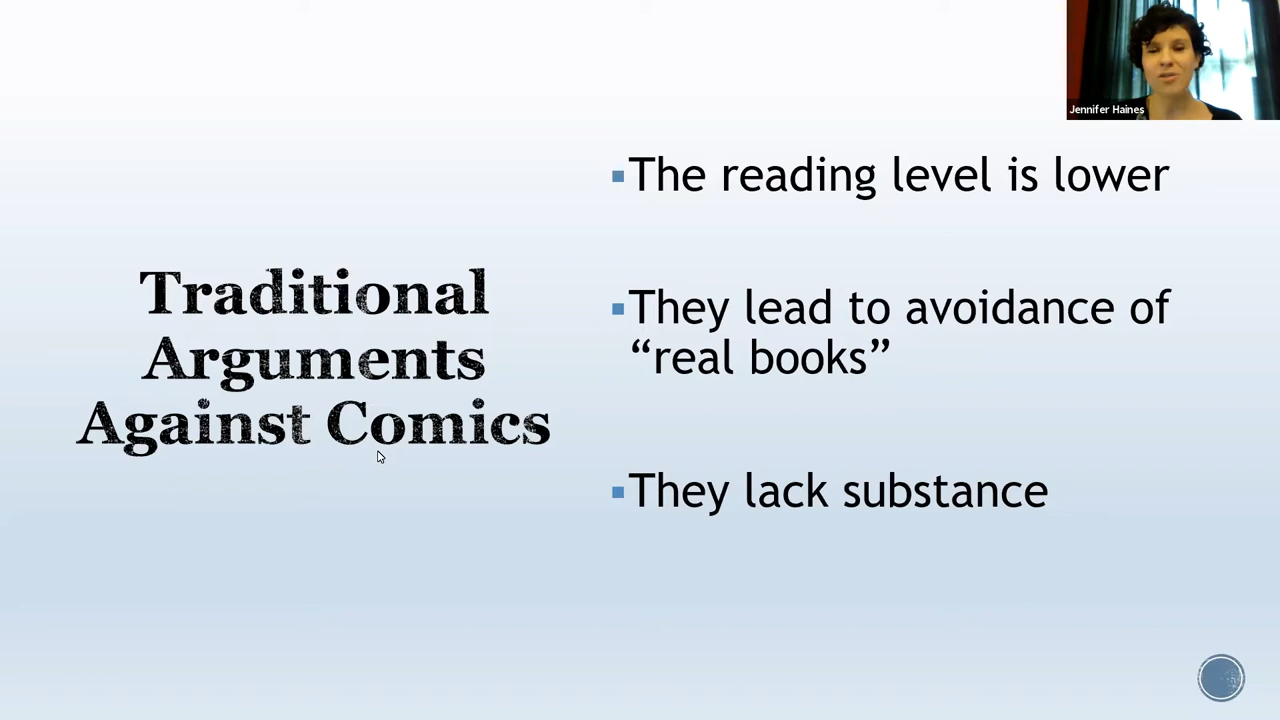 Jennifer Haines
Traditional
Arguments
Against Comics
▪The reading level is lower
▪They lead to avoidance of
“real books”
▪They lack substance